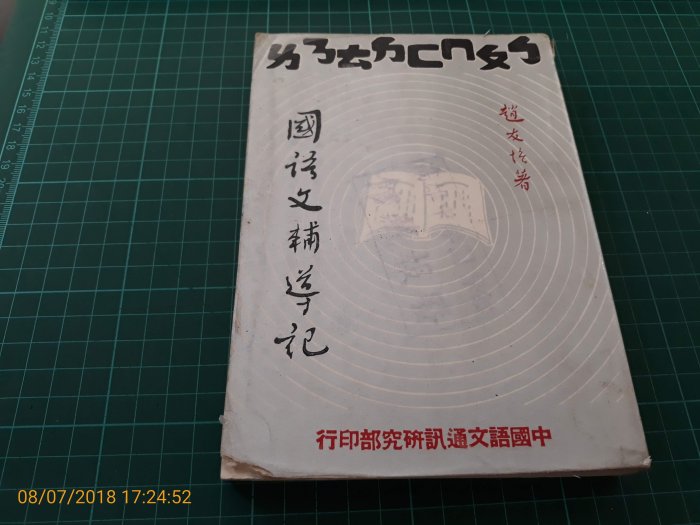 ㄅㄆㄇㄈㄉㄊㄋㄌ
趙友培著
國語文輔導記
中國語文通訊研究部印行
08/07/2018 17:24:52